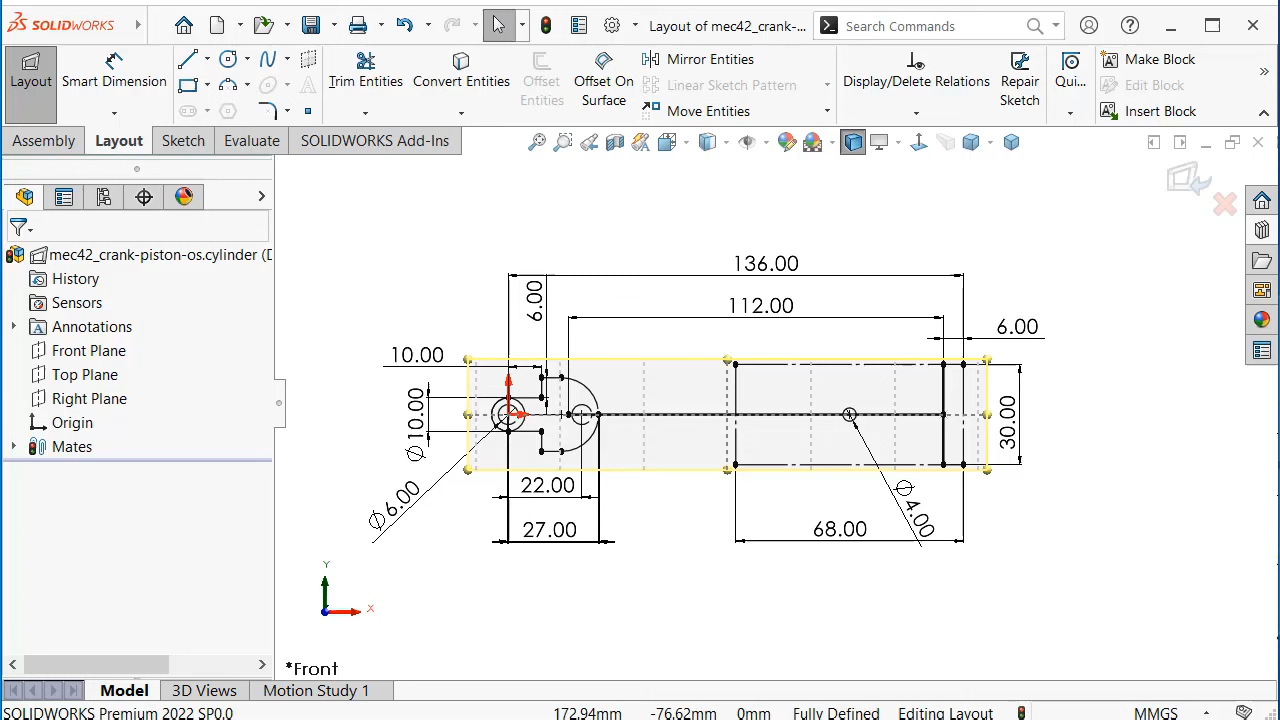 SOLIDWORKS
Layout of mec42_crank-...
Search Commands
Layout
Smart Dimension
Trim Entities
Convert Entities
Offset Entities
Offset On Surface
Mirror Entities
Linear Sketch Pattern
Move Entities
Display/Delete Relations
Repair Sketch
Qui...
Make Block
Edit Block
Insert Block
Assembly
Layout
Sketch
Evaluate
SOLIDWORKS Add-Ins
mec42_crank-piston-os.cylinder (D
History
Sensors
Annotations
Front Plane
Top Plane
Right Plane
Origin
Mates
136.00
6.00
112.00
6.00
10.00
Ø10.00
30.00
22.00
Ø6.00
Ø4.00
27.00
68.00
Y
X
*Front
Model
3D Views
Motion Study 1
SOLIDWORKS Premium 2022 SP0.0
172.94mm
-76.62mm
0mm
Fully Defined
Editing Layout
MMGS